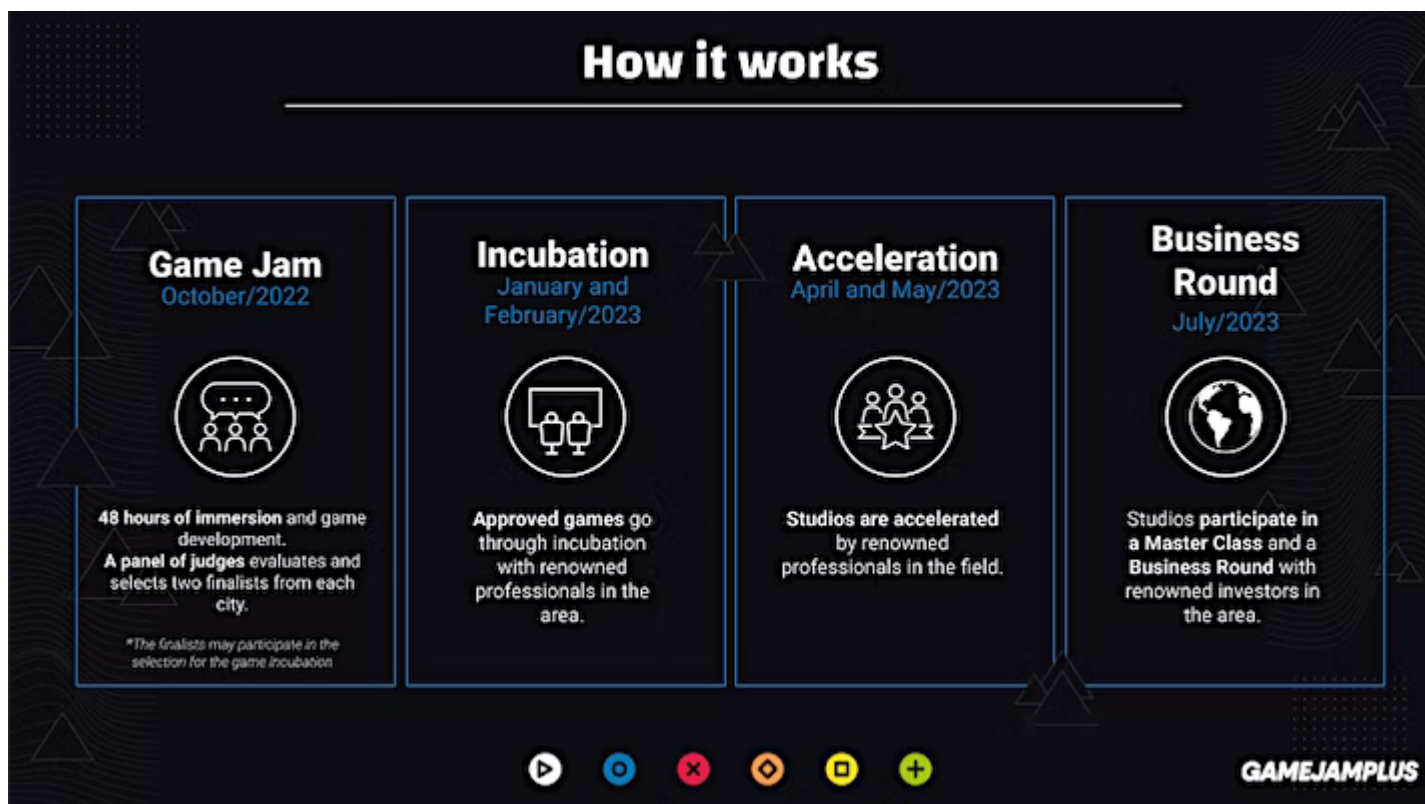 How it works
Game Jam
October/2022
48 hours of immersion and game
development.
A panel of judges evaluates and
selects two finalists from each
city.
*The finalists may participate in the
selection for the game incubation
Incubation
January and
February/2023
Approved games go
through incubation
with renowned
professionals in the
area.
Acceleration
April and May/2023
Studios are accelerated
by renowned
professionals in the field.
Business
Round
July/2023
Studios participate in
a Master Class and a
Business Round with
renowned investors in
the area.
GAMEJAMPLUS